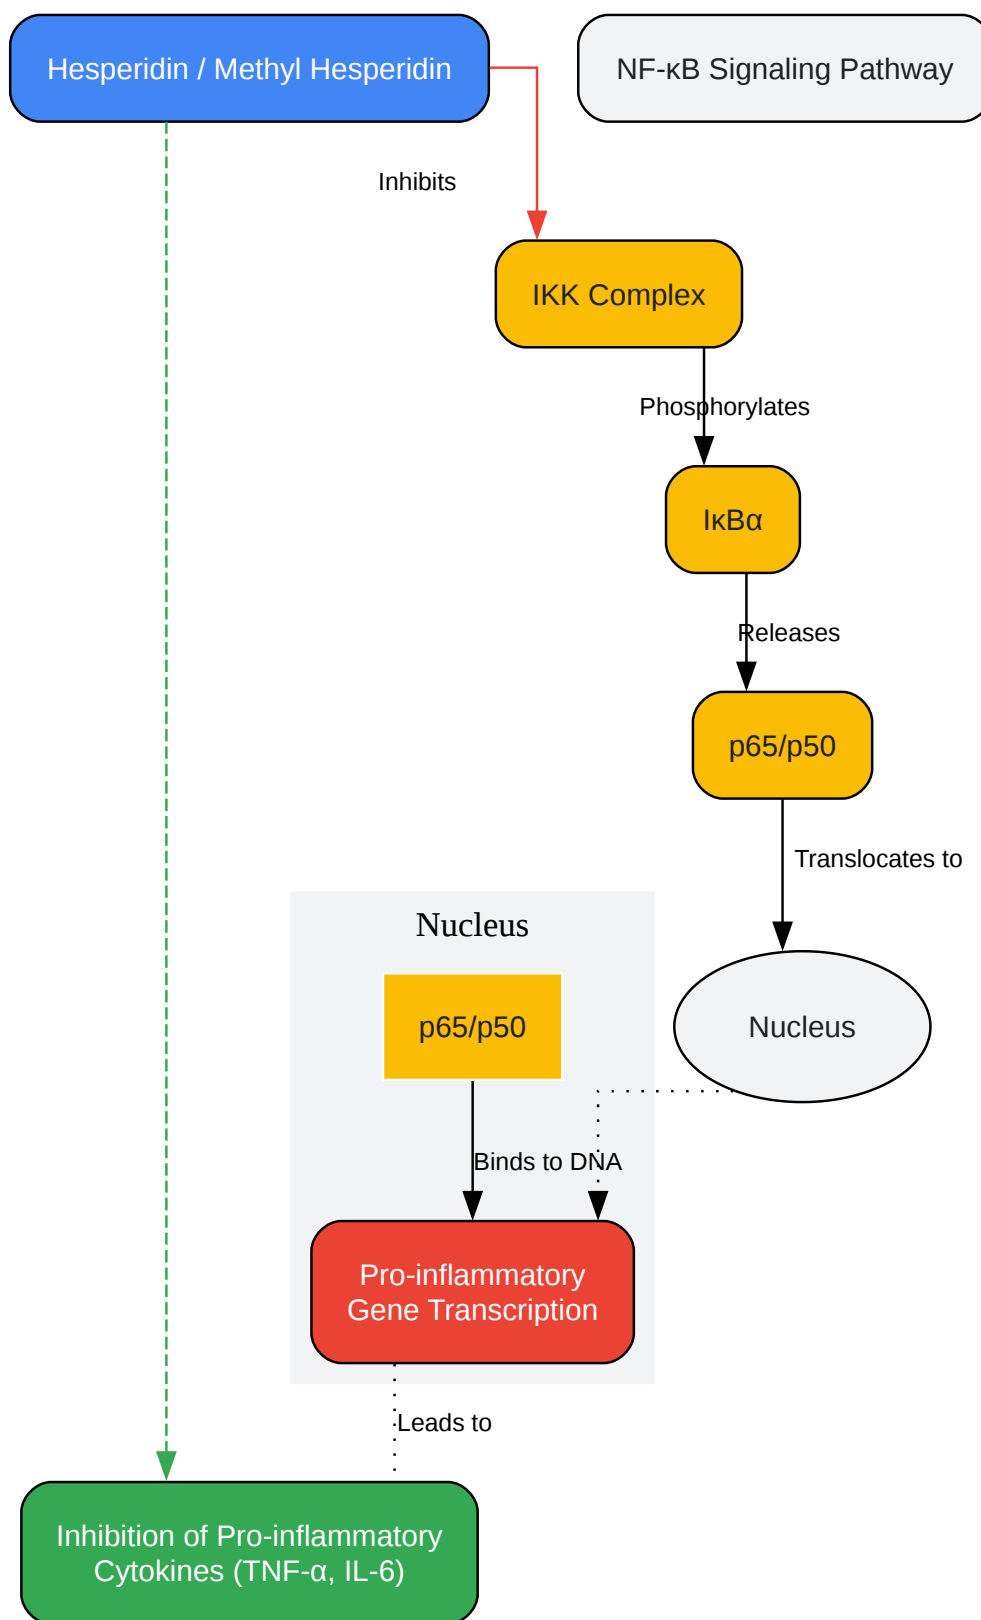 Hesperidin / Methyl Hesperidin
NF-κB Signaling Pathway
Inhibits
IKK Complex
Phosphorylates
IκBα
Releases
p65/p50
Translocates to
Nucleus
p65/p50
Nucleus
Binds to DNA
Pro-inflammatory
Gene Transcription
Leads to
Inhibition of Pro-inflammatory
Cytokines (TNF-α, IL-6)